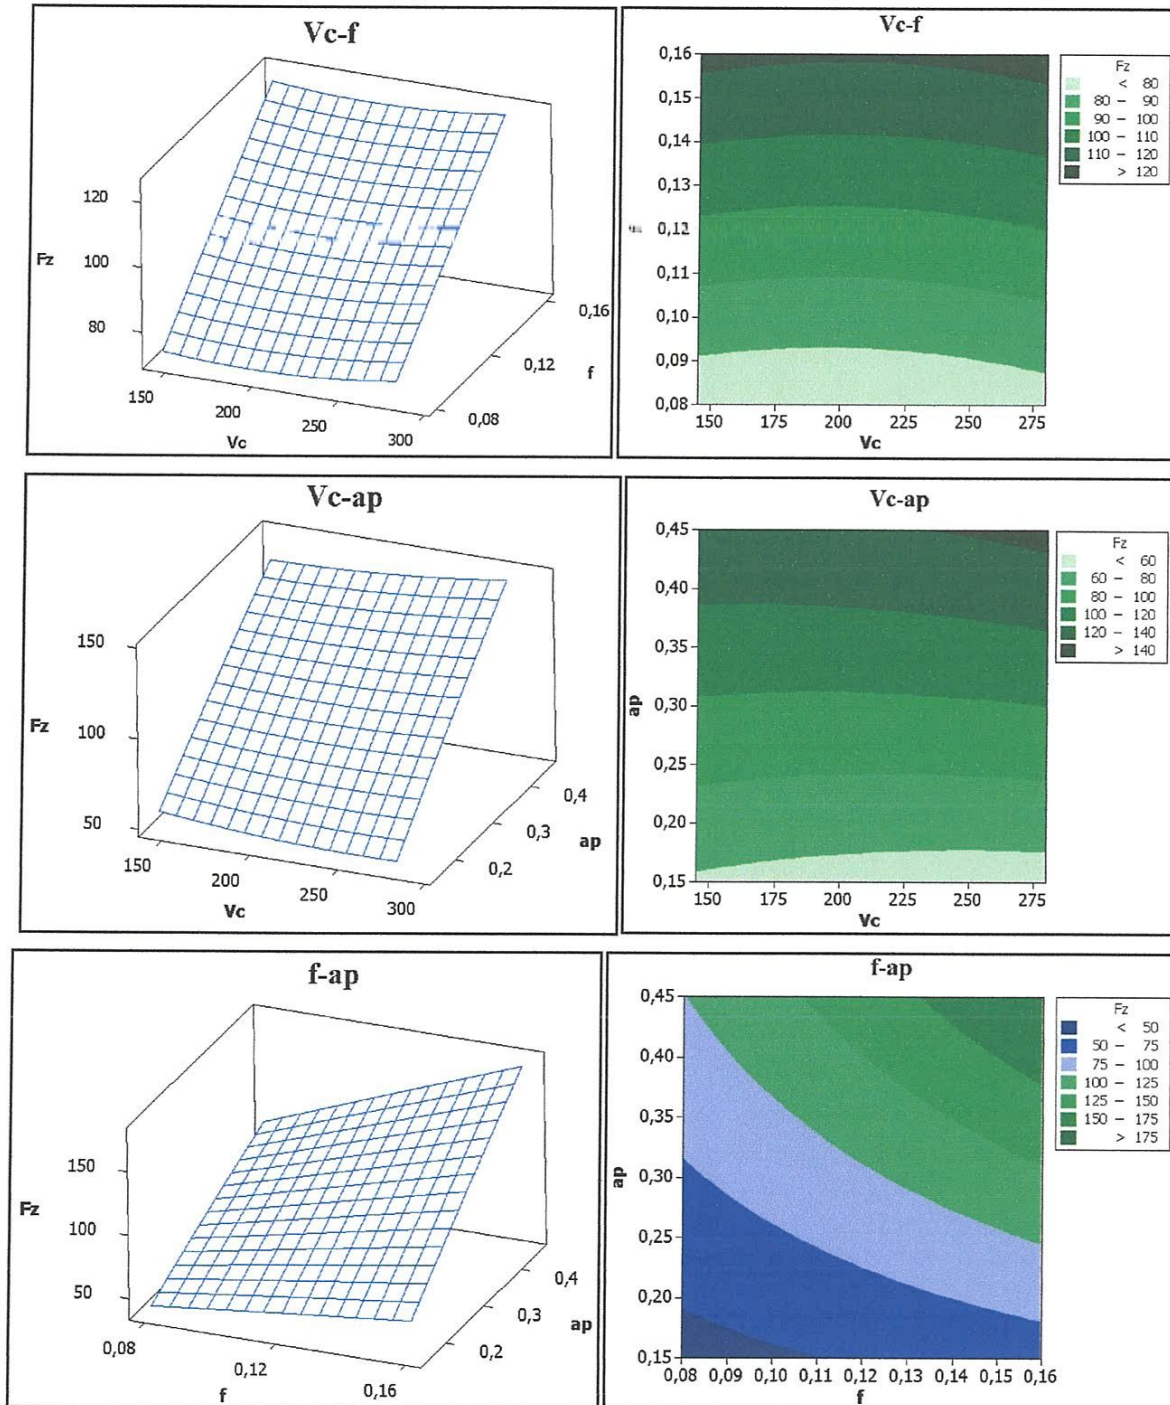 Vc-f
120
100
80
Fz
150
200
250
300
Vc
0,08
0,12
0,16
f
Vc-f
0,16
0,15
0,14
0,13
0,12
0,11
0,10
0,09
0,08
150 175 200 225 250 275
Vc
Fz
< 80
80 – 90
90 – 100
100 – 110
110 – 120
> 120
Vc-ap
150
100
50
Fz
150
200
250
300
Vc
0,2
0,3
0,4
ap
Vc-ap
0,45
0,40
0,35
0,30
0,25
0,20
0,15
ap
150 175 200 225 250 275
Vc
Fz
< 60
60 – 80
80 – 100
100 – 120
120 – 140
> 140
f-ap
150
100
50
Fz
0,08
0,12
0,16
f
0,2
0,3
0,4
ap
f-ap
0,45
0,40
0,35
0,30
0,25
0,20
0,15
ap
0,08 0,09 0,10 0,11 0,12 0,13 0,14 0,15 0,16
f
Fz
< 50
50 – 75
75 – 100
100 – 125
125 – 150
150 – 175
> 175